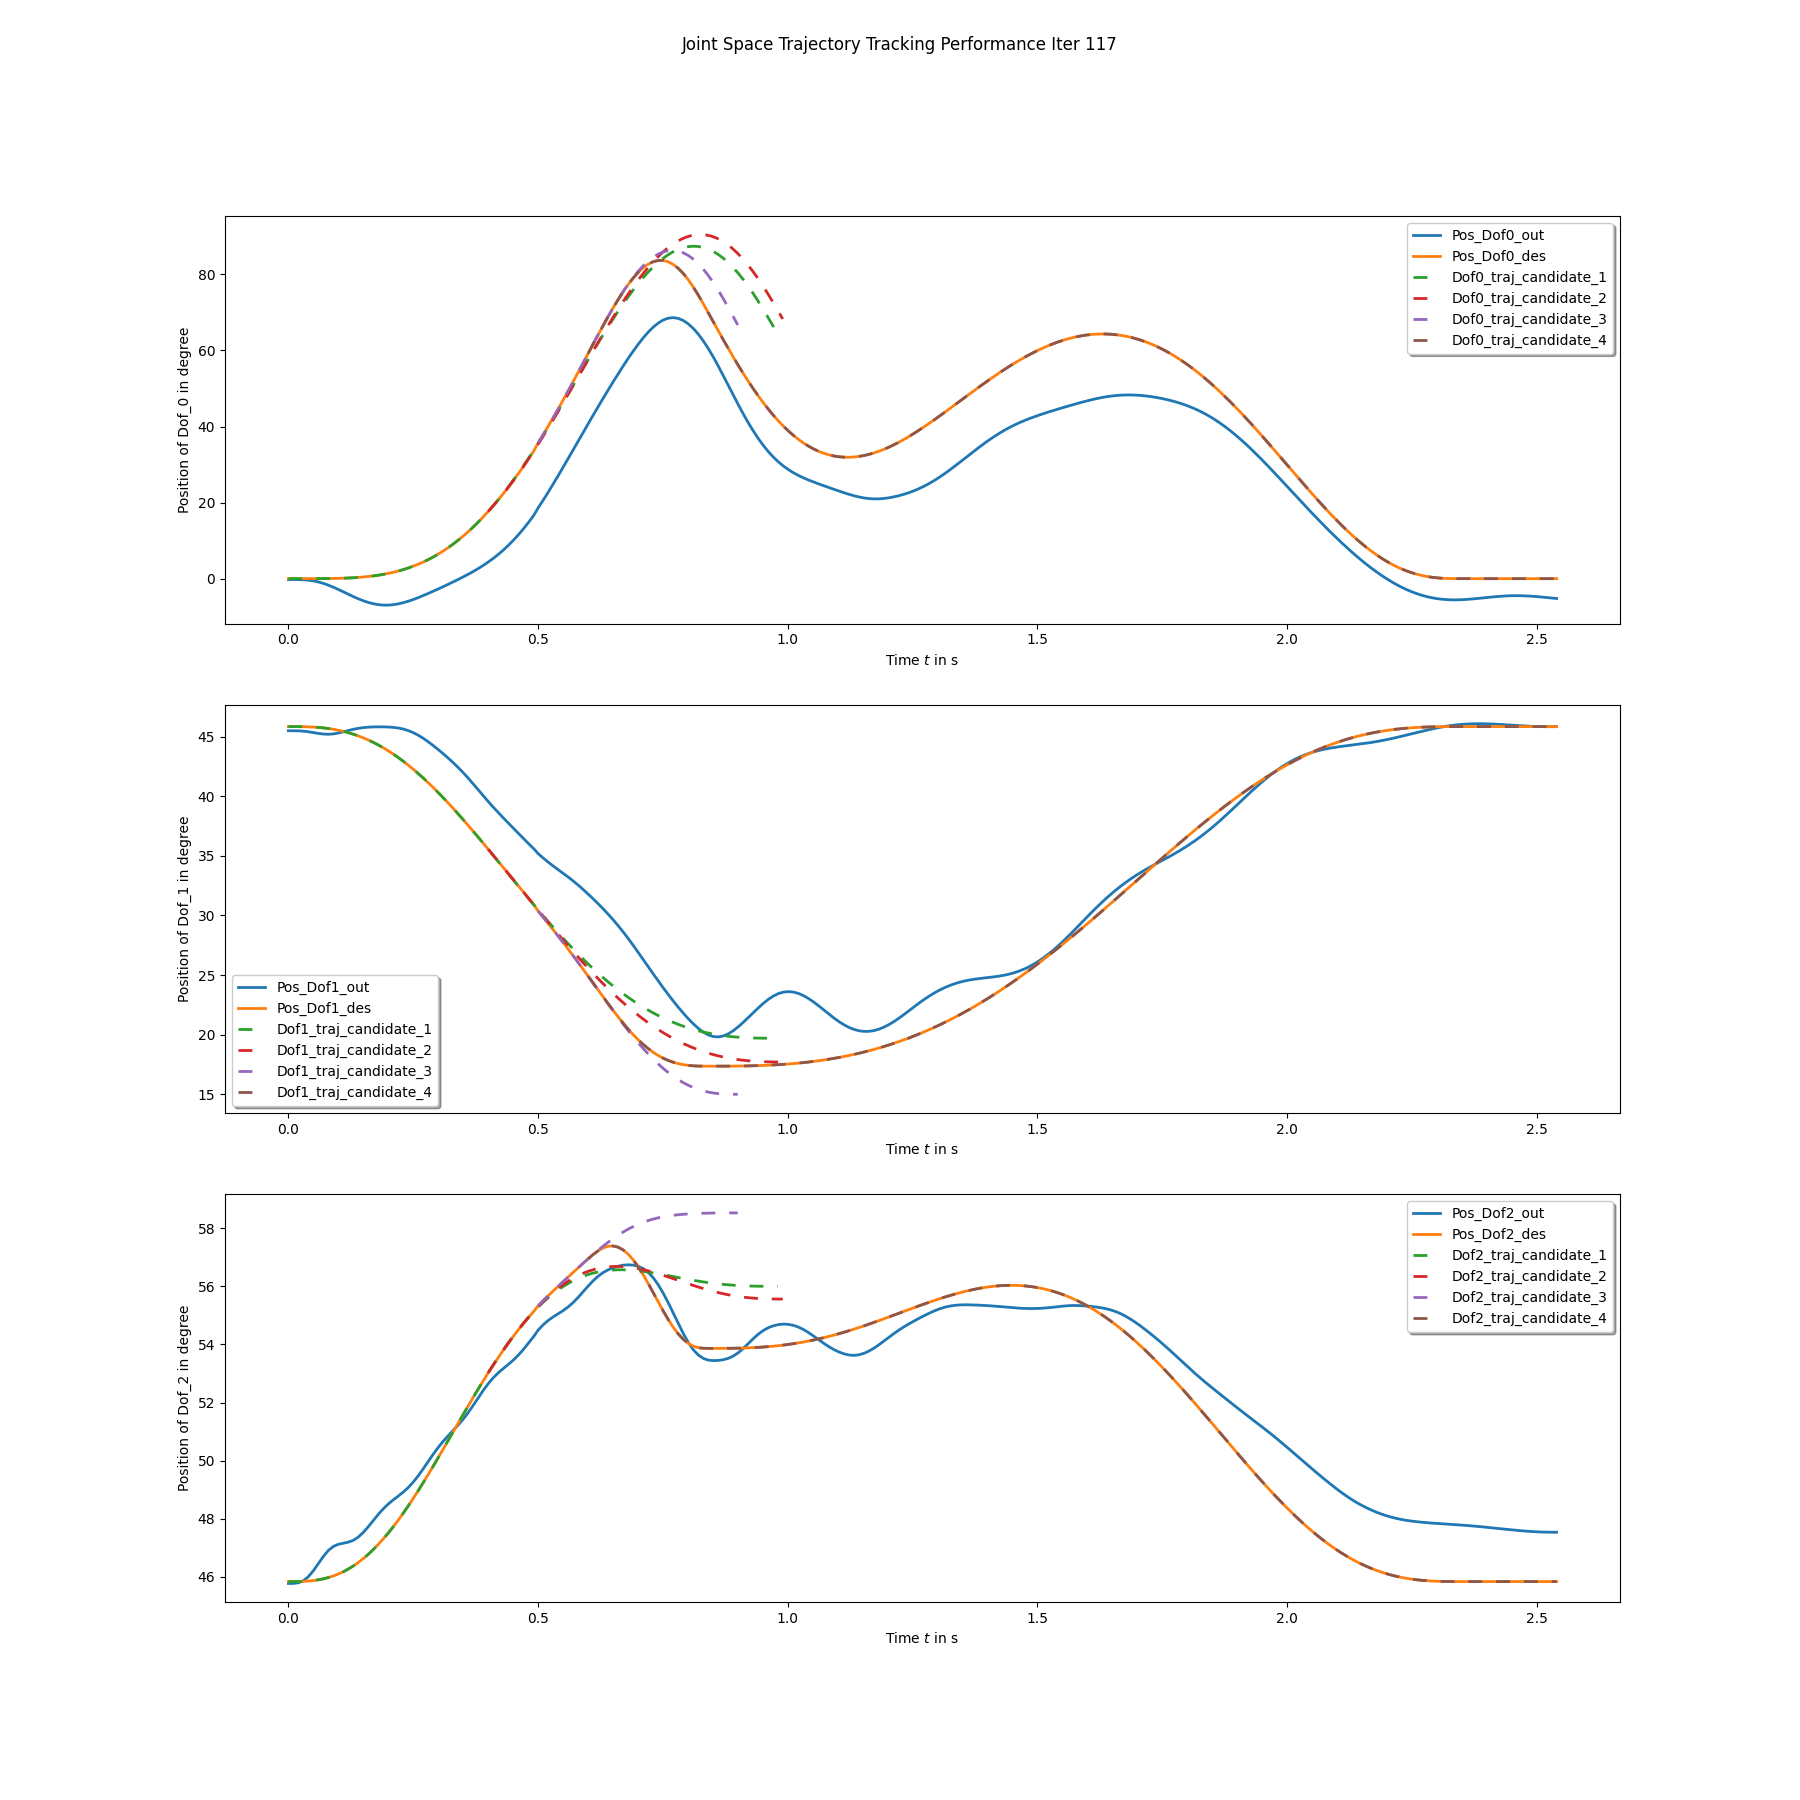 Joint Space Trajectory Tracking Performance Iter 117
Position of Dof_0 in degree
80
60
40
20
0
0.0 0.5 1.0 1.5 2.0 2.5
Time t in s
Pos_Dof0_out
Pos_Dof0_des
Dof0_traj_candidate_1
Dof0_traj_candidate_2
Dof0_traj_candidate_3
Dof0_traj_candidate_4
Position of Dof_1 in degree
45
40
35
30
25
20
15
0.0 0.5 1.0 1.5 2.0 2.5
Time t in s
Pos_Dof1_out
Pos_Dof1_des
Dof1_traj_candidate_1
Dof1_traj_candidate_2
Dof1_traj_candidate_3
Dof1_traj_candidate_4
Position of Dof_2 in degree
58
56
54
52
50
48
46
0.0 0.5 1.0 1.5 2.0 2.5
Time t in s
Pos_Dof2_out
Pos_Dof2_des
Dof2_traj_candidate_1
Dof2_traj_candidate_2
Dof2_traj_candidate_3
Dof2_traj_candidate_4